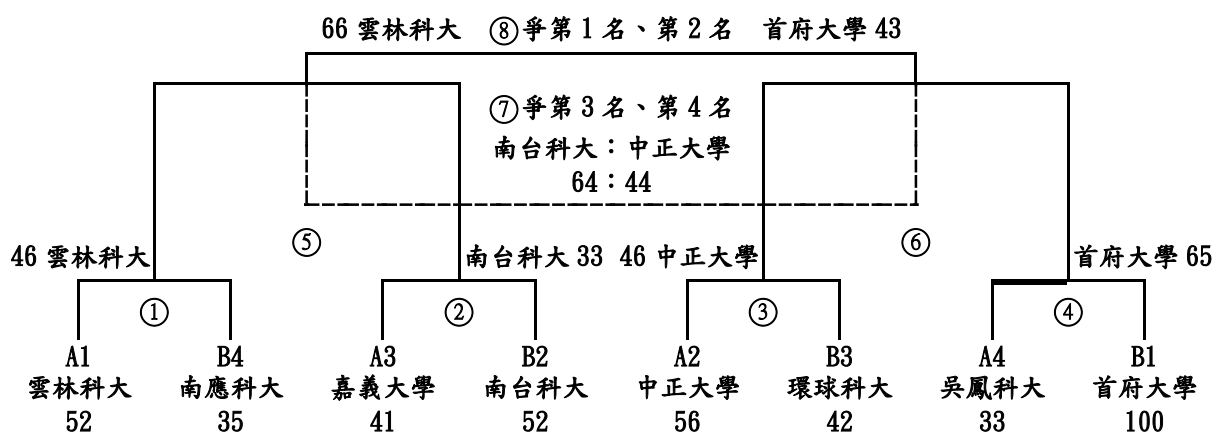 66 雲林科大 ⑧爭第 1 名、第 2 名 首府大學 43
⑦爭第 3 名、第 4 名
南台科大：中正大學
64：44
⑤ ⑥
46 雲林科大 南台科大 33 46 中正大學 首府大學 65
① ② ③ ④
A1 B4 A3 B2 A2 B3 A4 B1
雲林科大 南應科大 嘉義大學 南台科大 中正大學 環球科大 吳鳳科大 首府大學
52 35 41 52 56 42 33 100